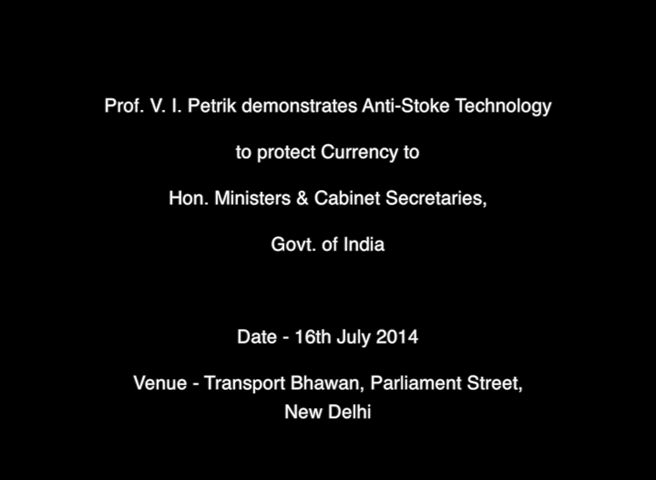 Prof. V. I. Petrik demonstrates Anti-Stoke Technology
to protect Currency to
Hon. Ministers & Cabinet Secretaries,
Govt. of India
Date - 16th July 2014
Venue - Transport Bhawan, Parliament Street,
New Delhi